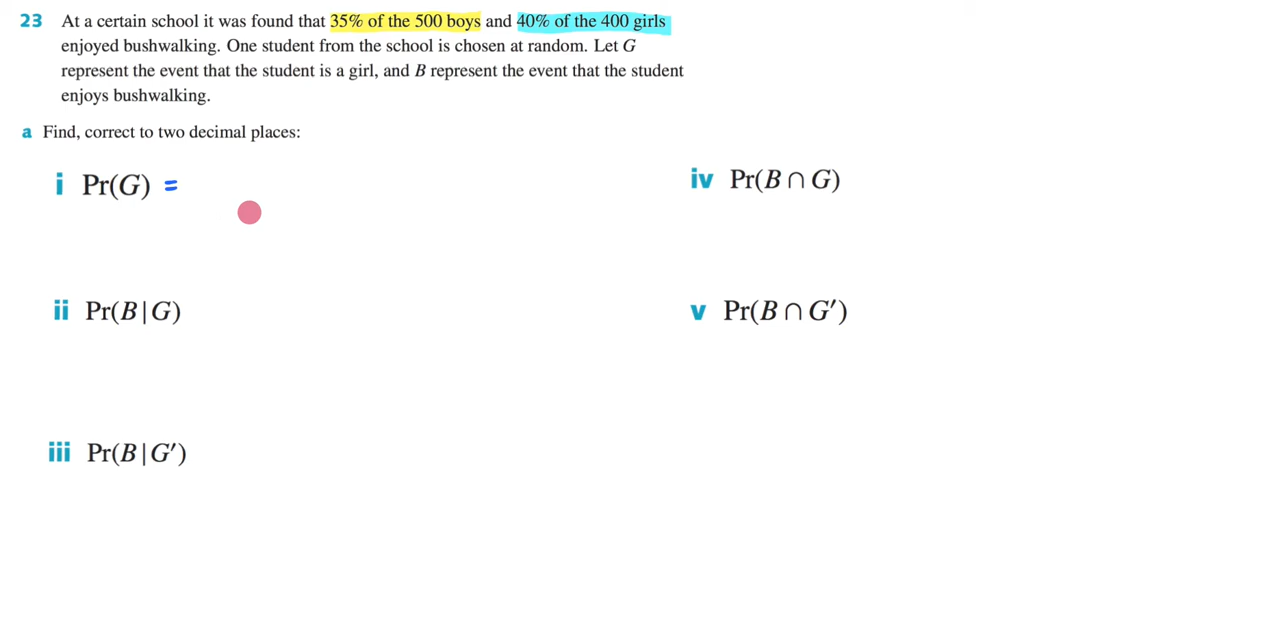 23 At a certain school it was found that 35% of the 500 boys and 40% of the 400 girls
enjoyed bushwalking. One student from the school is chosen at random. Let G
represent the event that the student is a girl, and B represent the event that the student
enjoys bushwalking.
a Find, correct to two decimal places:
i Pr(G) =
ii Pr(B|G)
iii Pr(B|G′)
iv Pr(B ∩ G)
v Pr(B ∩ G′)